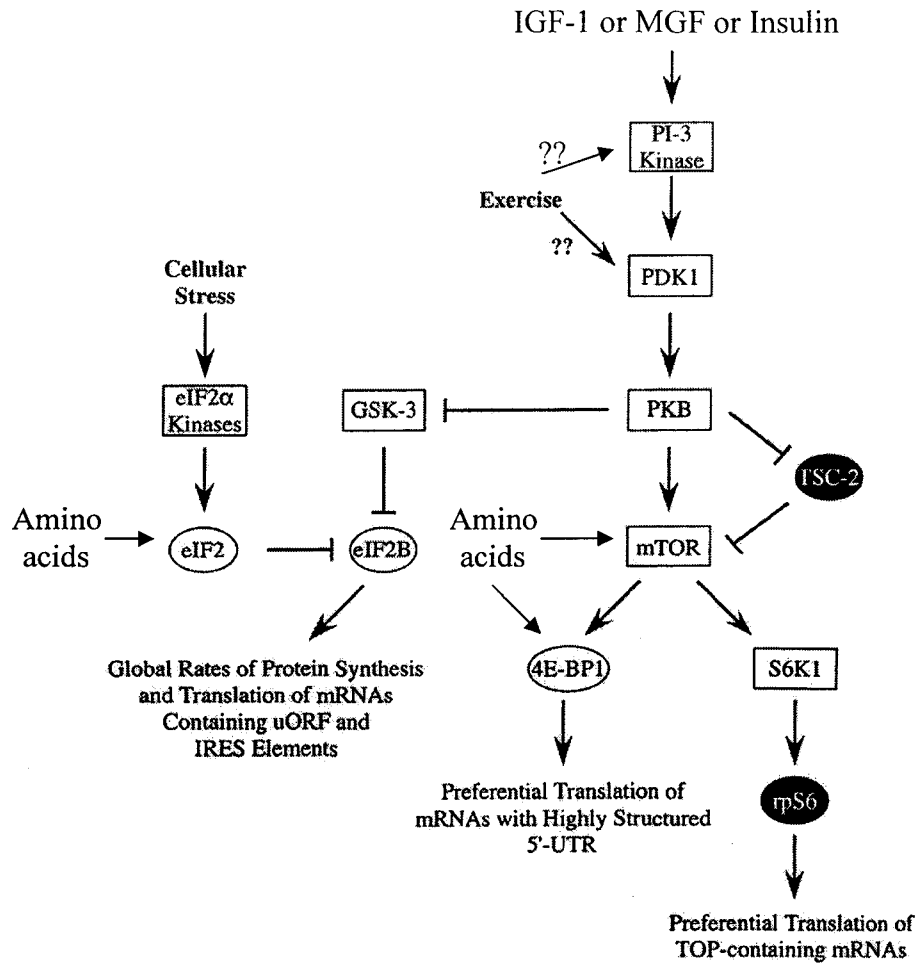 IGF-1 or MGF or Insulin
PI-3
Kinase
??
Exercise
??
PDK1
Cellular
Stress
eIF2α
Kinases
GSK-3
PKB
TSC-2
Amino
acids
eIF2
eIF2B
Amino
acids
mTOR
Global Rates of Protein Synthesis
and Translation of mRNAs
Containing uORF and
IRES Elements
4E-BP1
S6K1
Preferential Translation of
mRNAs with Highly Structured
5'-UTR
rpS6
Preferential Translation of
TOP-containing mRNAs